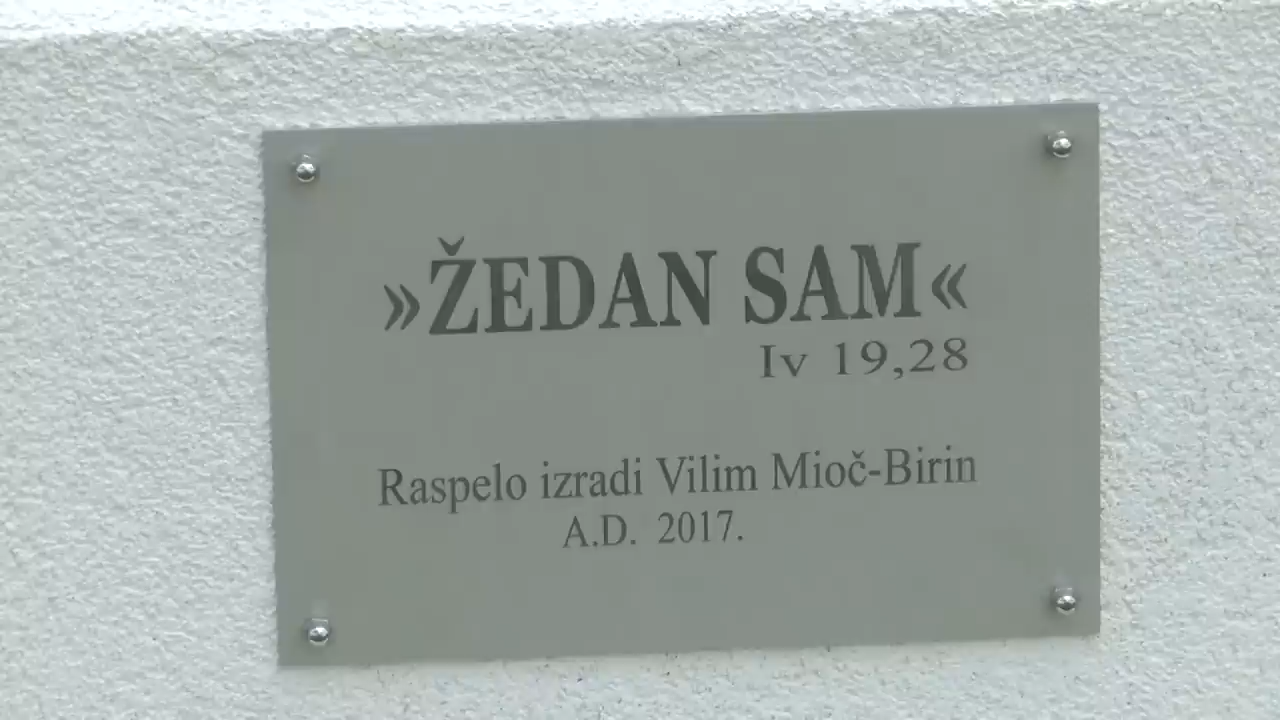 »ŽEDAN SAM«
Iv 19,28
Raspelo izradi Vilim Mioč-Birin
A.D. 2017.